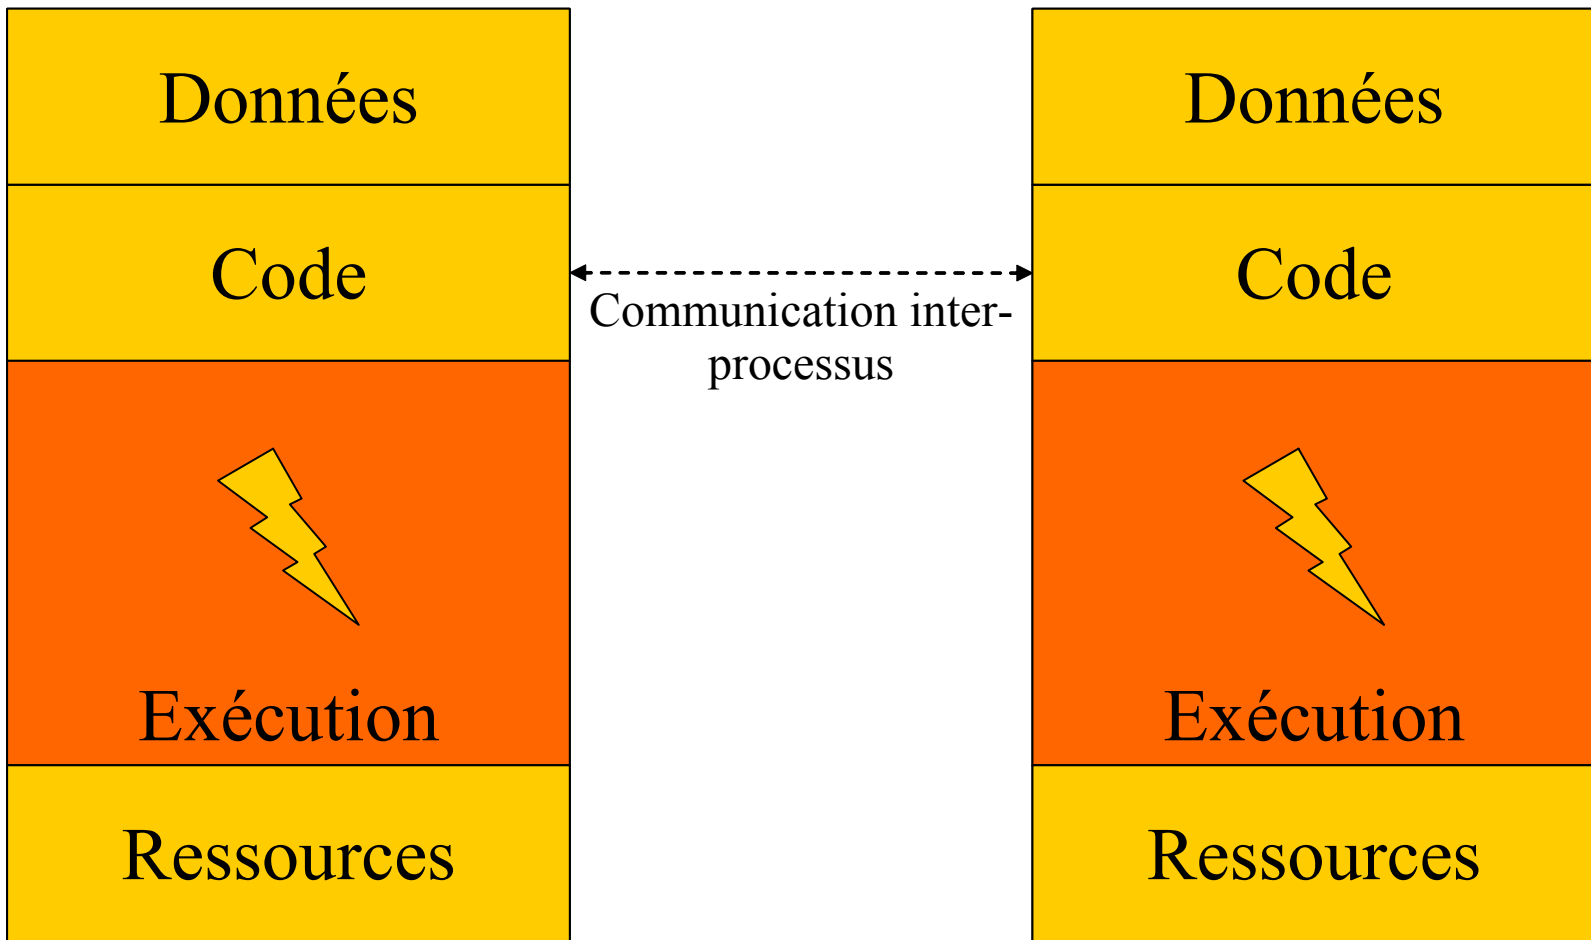 Données
Code
Exécution
Ressources
Communication inter-
processus
Données
Code
Exécution
Ressources